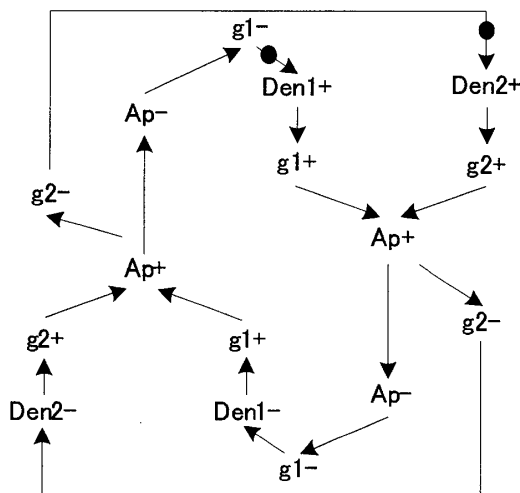 g1-
Den1+
Den2+
Ap-
g1+
g2+
g2-
Ap+
Ap+
g2+
g1+
g2-
Den2-
Den1-
Ap-
g1-